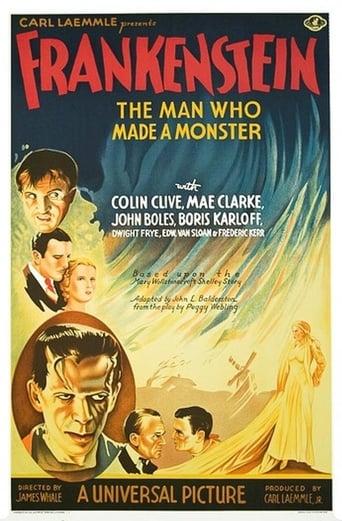 CARL LAEMMLE presents
FRANKENSTEIN
THE MAN WHO
MADE A MONSTER
with
COLIN CLIVE, MAE CLARKE,
JOHN BOLES, BORIS KARLOFF,
DWIGHT FRYE, EDW. VAN SLOAN & FREDERIC KERR
Based upon the
Mary Wollstonecraft Shelley Story
Adapted by John L. Balderston
from the play by Peggy Webling
DIRECTED BY
JAMES WHALE
A UNIVERSAL PICTURE
PRODUCED BY
CARL LAEMMLE, JR.